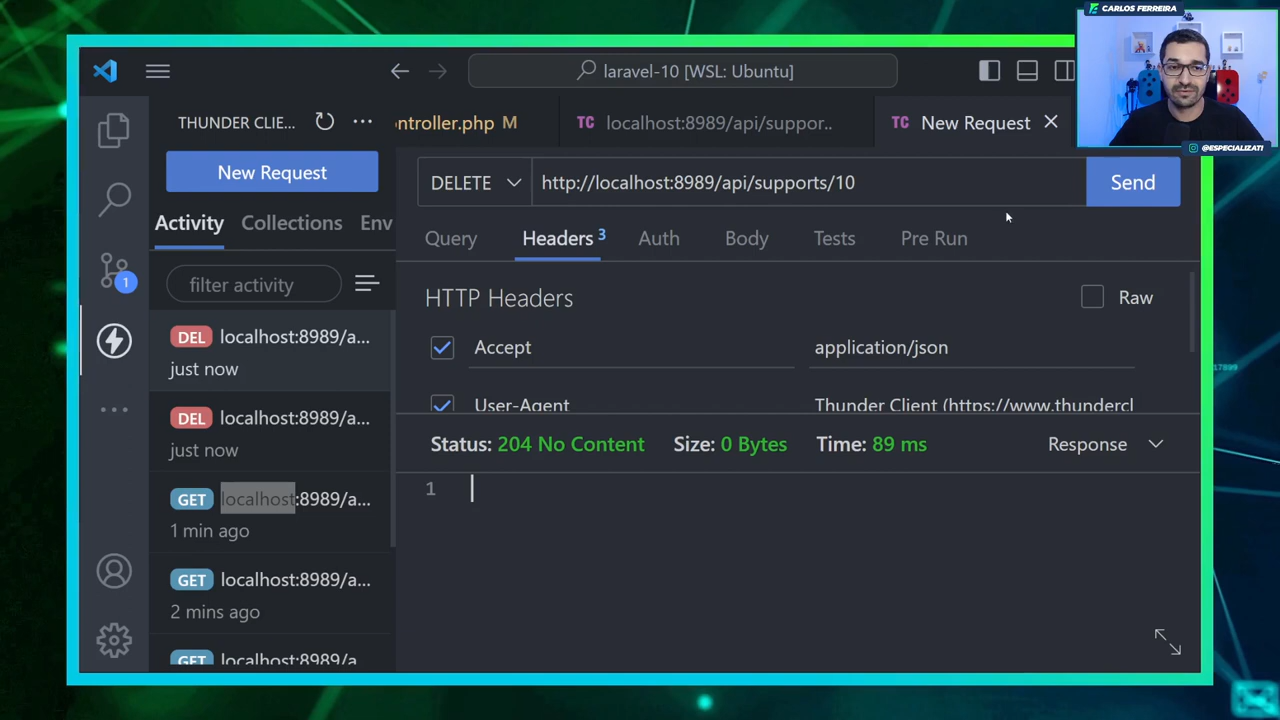 CARLOS FERREIRA
@ESPECIALIZATI
laravel-10 [WSL: Ubuntu]
THUNDER CLIE...
ontroller.php M
TC localhost:8989/api/suppor..
TC New Request
New Request
DELETE http://localhost:8989/api/supports/10 Send
Activity Collections Env
Query Headers 3 Auth Body Tests Pre Run
filter activity
HTTP Headers Raw
DEL localhost:8989/a...
just now
Accept application/json
User-Agent Thunder Client (https://www.thundercl
DEL localhost:8989/a...
just now
Status: 204 No Content Size: 0 Bytes Time: 89 ms Response
1
GET localhost:8989/a...
1 min ago
GET localhost:8989/a...
2 mins ago
GET localhost:8989/a
1
17899